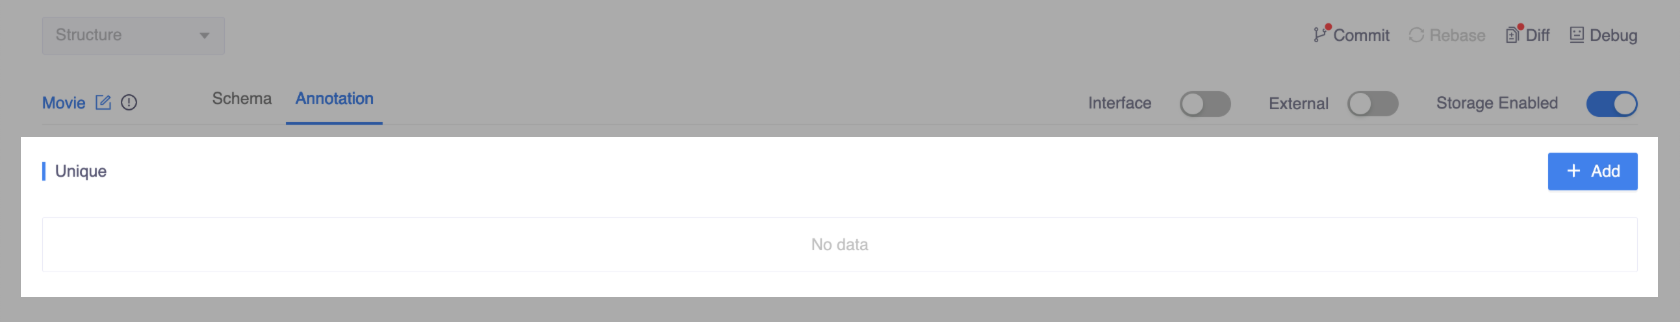 Structure
Commit Rebase Diff Debug
Movie Schema Annotation Interface External Storage Enabled
Unique
+ Add
No data